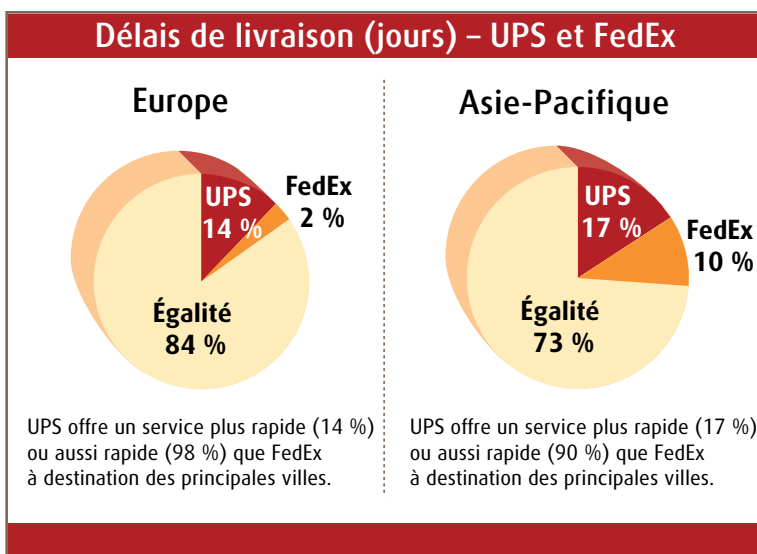 Délais de livraison (jours) – UPS et FedEx
Europe
UPS
14 %
FedEx
2 %
Égalité
84 %
UPS offre un service plus rapide (14 %)
ou aussi rapide (98 %) que FedEx
à destination des principales villes.
Asie-Pacifique
UPS
17 %
FedEx
10 %
Égalité
73 %
UPS offre un service plus rapide (17 %)
ou aussi rapide (90 %) que FedEx
à destination des principales villes.